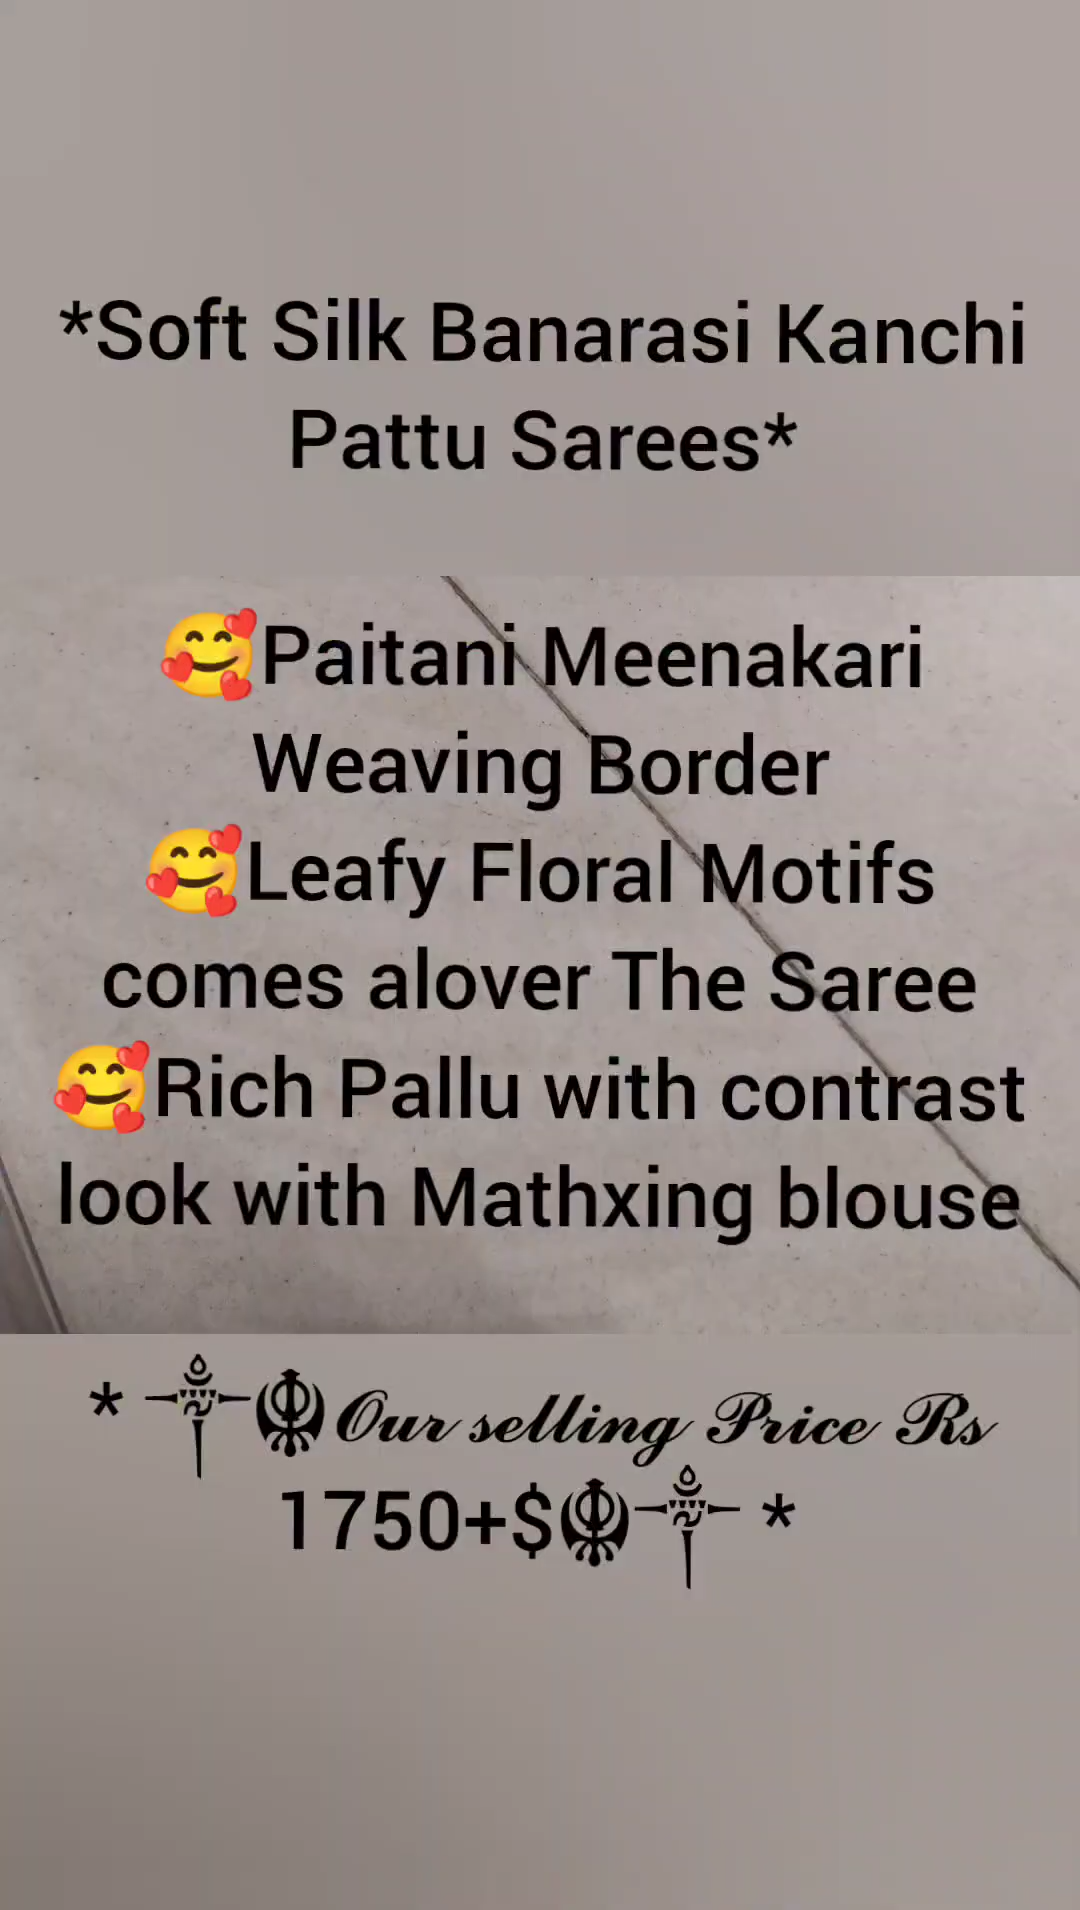 *Soft Silk Banarasi Kanchi
Pattu Sarees*
🥰Paitani Meenakari
Weaving Border
🥰Leafy Floral Motifs
comes alover The Saree
🥰Rich Pallu with contrast
look with Mathxing blouse
* ༒☬𝓞𝓾𝓻 𝓼𝓮𝓵𝓵𝓲𝓷𝓰 𝓟𝓻𝓲𝓬𝓮 𝓡𝓼
1750+$☬༒ *